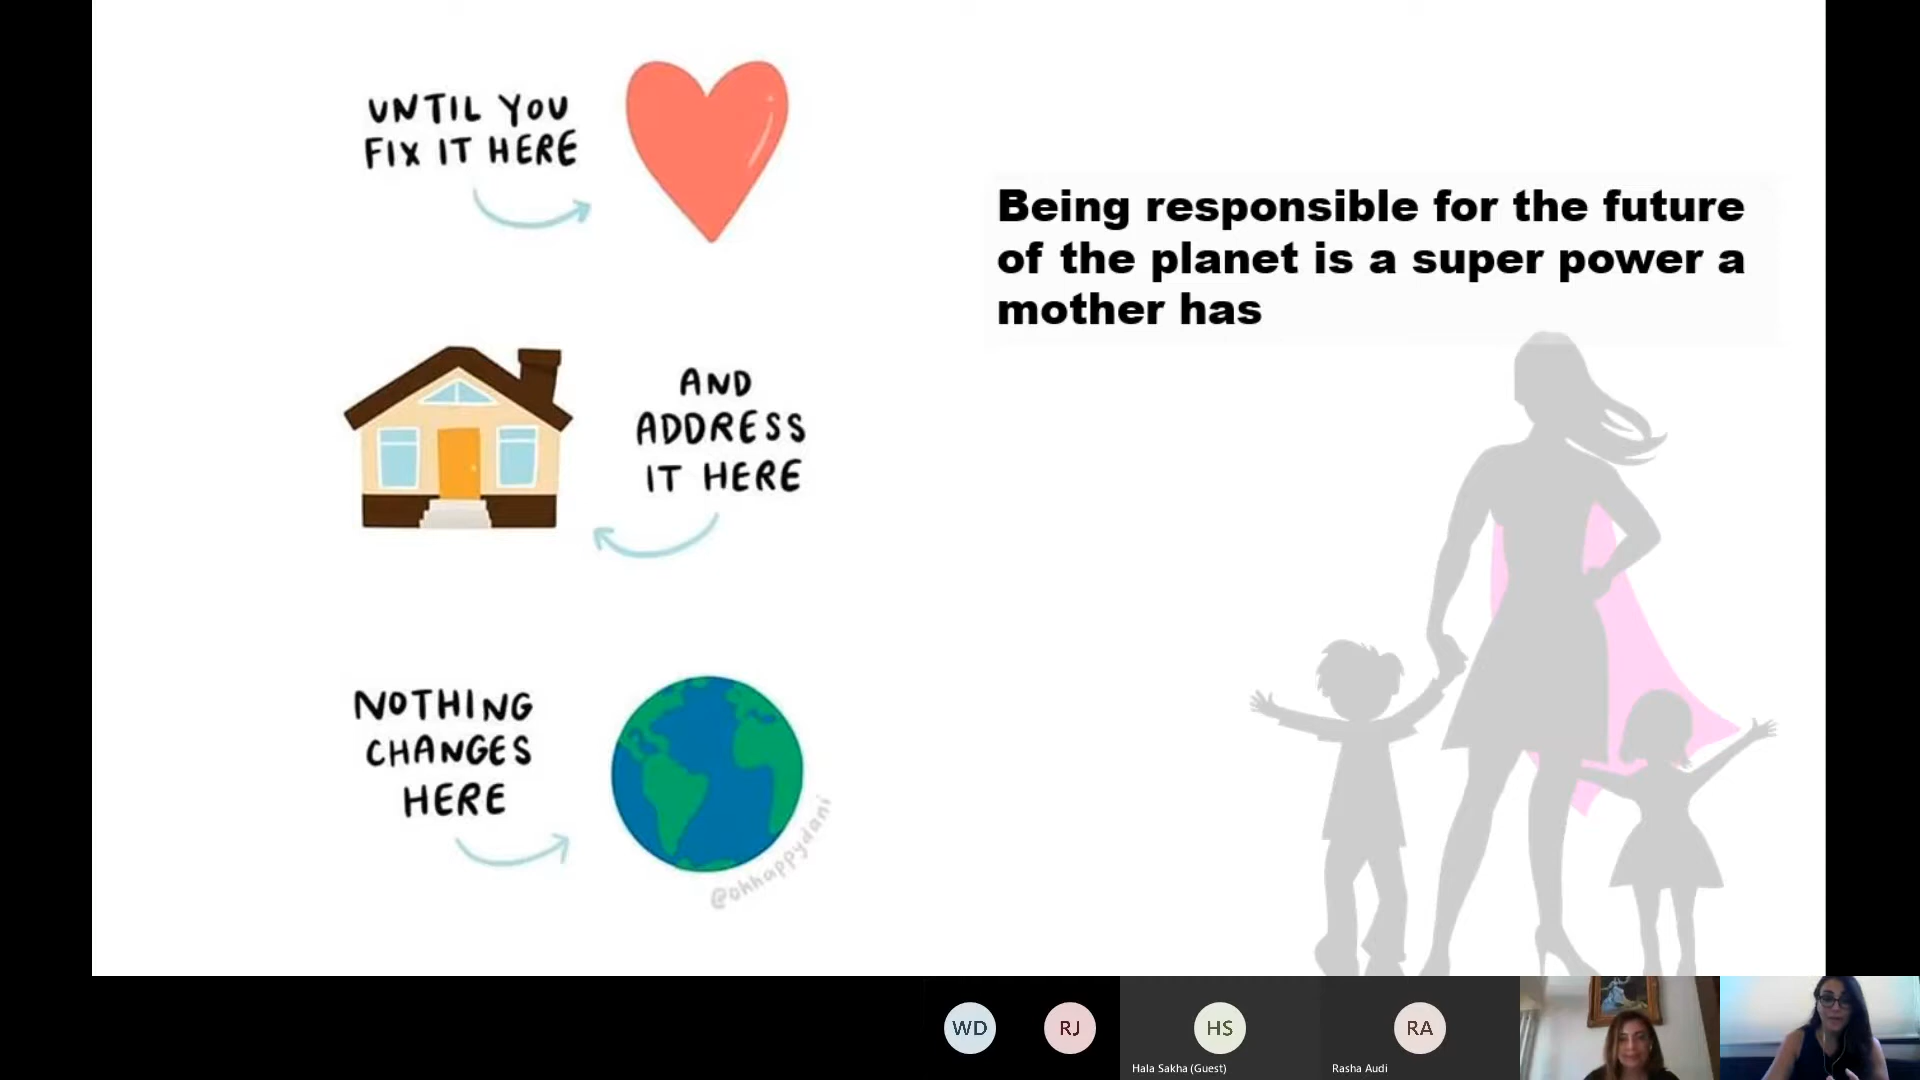 UNTIL YOU
FIX IT HERE
AND
ADDRESS
IT HERE
NOTHING
CHANGES
HERE
@ohhappydani
Being responsible for the future
of the planet is a super power a
mother has
WD
RJ
HS
RA
Hala Sakha (Guest)
Rasha Audi